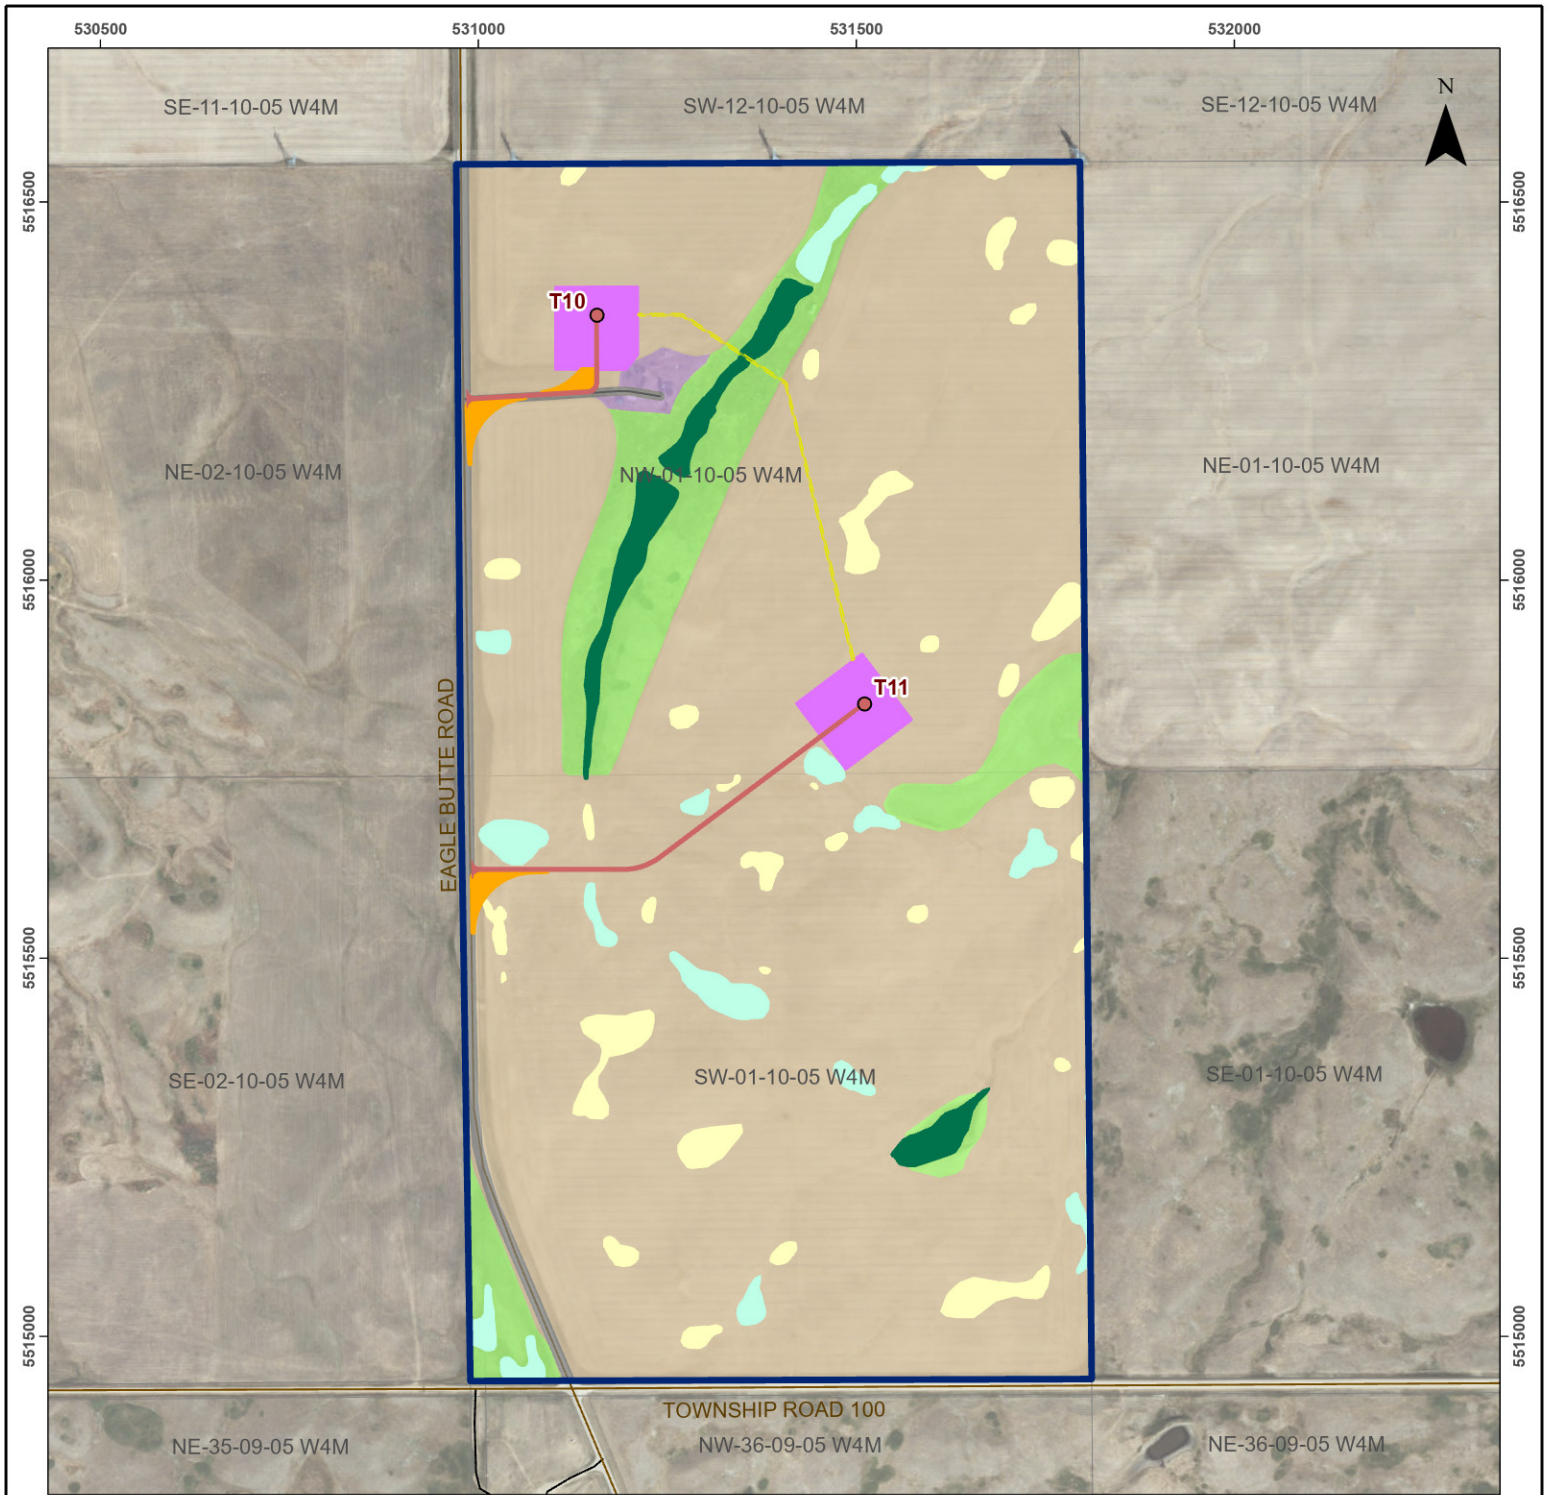 530500 531000 531500 532000
N
SE-11-10-05 W4M SW-12-10-05 W4M SE-12-10-05 W4M
5516500 5516500
T10
NE-02-10-05 W4M NW-01-10-05 W4M NE-01-10-05 W4M
5516000 5516000
T11
EAGLE BUTTE ROAD
5515500 5515500
SE-02-10-05 W4M SW-01-10-05 W4M SE-01-10-05 W4M
5515000 5515000
TOWNSHIP ROAD 100
NE-35-09-05 W4M NW-36-09-05 W4M NE-36-09-05 W4M